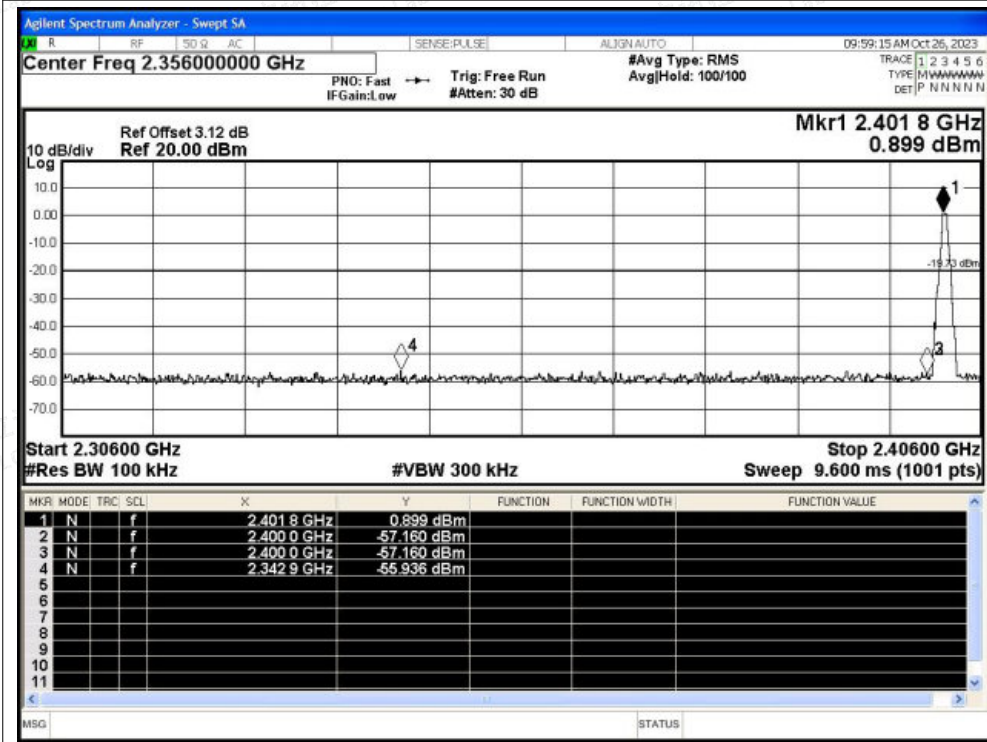 Agilent Spectrum Analyzer - Swept SA
LXI R RF 50 Ω AC SENSE:PULSE ALIGN AUTO 09:59:15 AM Oct 26, 2023
Center Freq 2.356000000 GHz #Avg Type: RMS TRACE 1 2 3 4 5 6
PNO: Fast Trig: Free Run Avg|Hold: 100/100 TYPE M
IFGain:Low #Atten: 30 dB DET P N N N N N
Mkr1 2.401 8 GHz
Ref Offset 3.12 dB
10 dB/div Ref 20.00 dBm 0.899 dBm
Log
10.0
1
0.00
-10.0
-19.73 dBm
-20.0
-30.0
-40.0
4
3
-50.0
-60.0
-70.0
Start 2.30600 GHz Stop 2.40600 GHz
#Res BW 100 kHz #VBW 300 kHz Sweep 9.600 ms (1001 pts)
MKR MODE TRC SCL X Y FUNCTION FUNCTION WIDTH FUNCTION VALUE
1 N f 2.401 8 GHz 0.899 dBm
2 N f 2.400 0 GHz -57.160 dBm
3 N f 2.400 0 GHz -57.160 dBm
4 N f 2.342 9 GHz -55.936 dBm
5
6
7
8
9
10
11
MSG STATUS